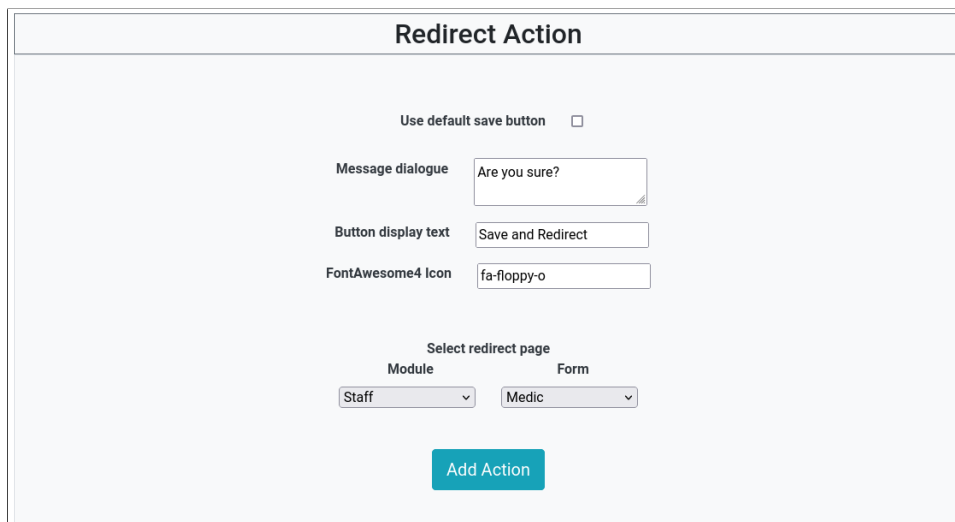 Redirect Action
Use default save button
Message dialogue Are you sure?
Button display text Save and Redirect
FontAwesome4 Icon fa-floppy-o
Select redirect page
Module Form
Staff Medic
Add Action